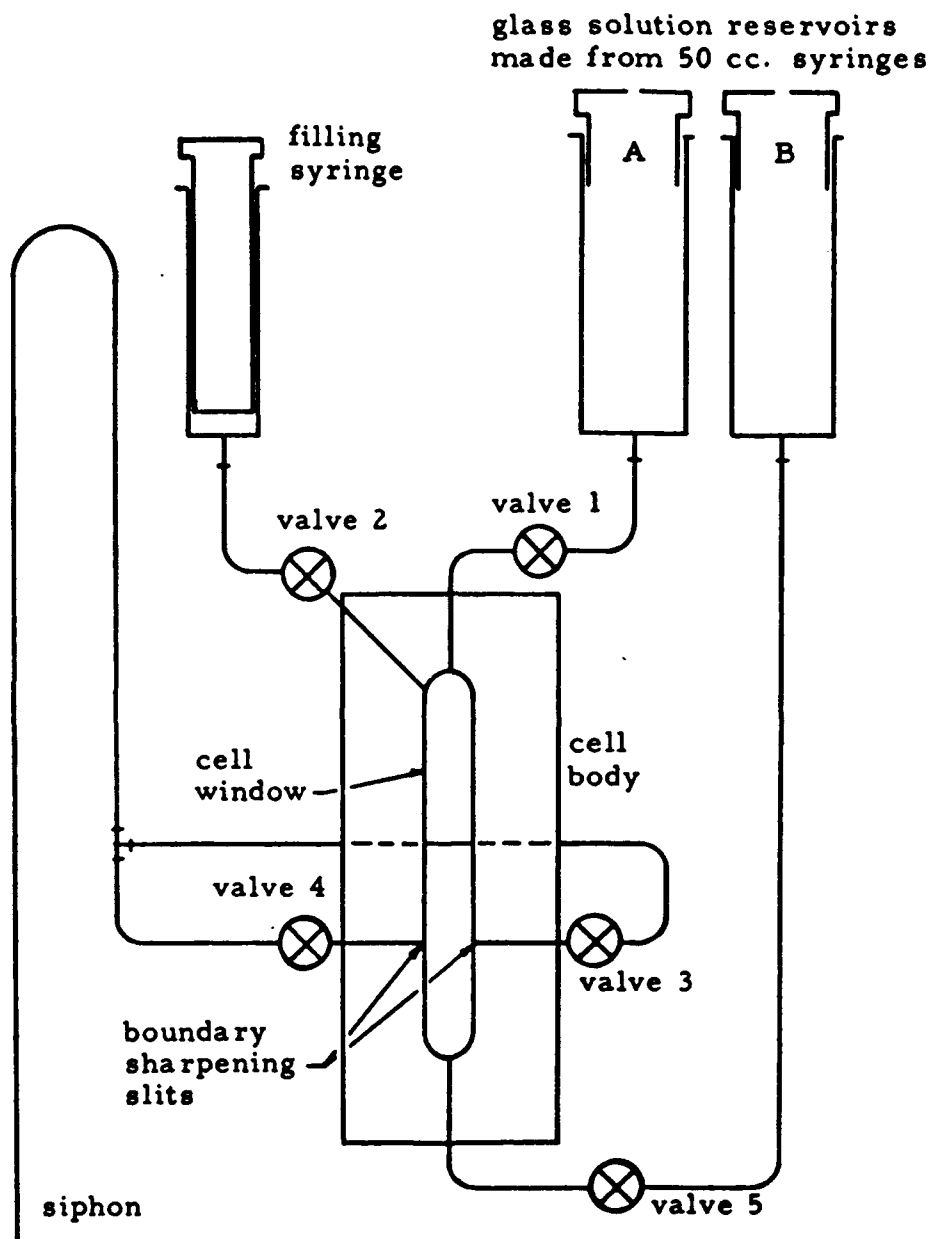 glass solution reservoirs
made from 50 cc. syringes
filling
syringe
A
B
valve 1
valve 2
cell
window
cell
body
valve 4
valve 3
boundary
sharpening
slits
valve 5
siphon